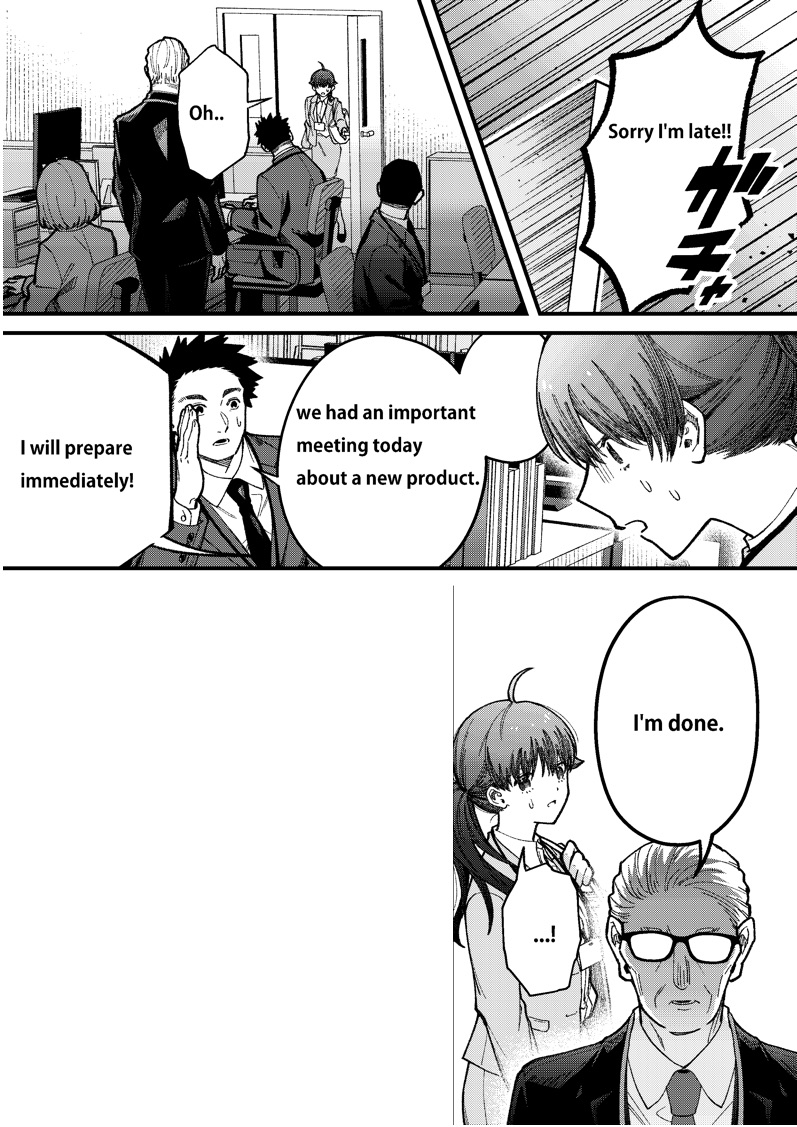 Sorry I'm late!!
ガチャ
Oh..
we had an important
meeting today
about a new product.
I will prepare
immediately!
I'm done.
...!